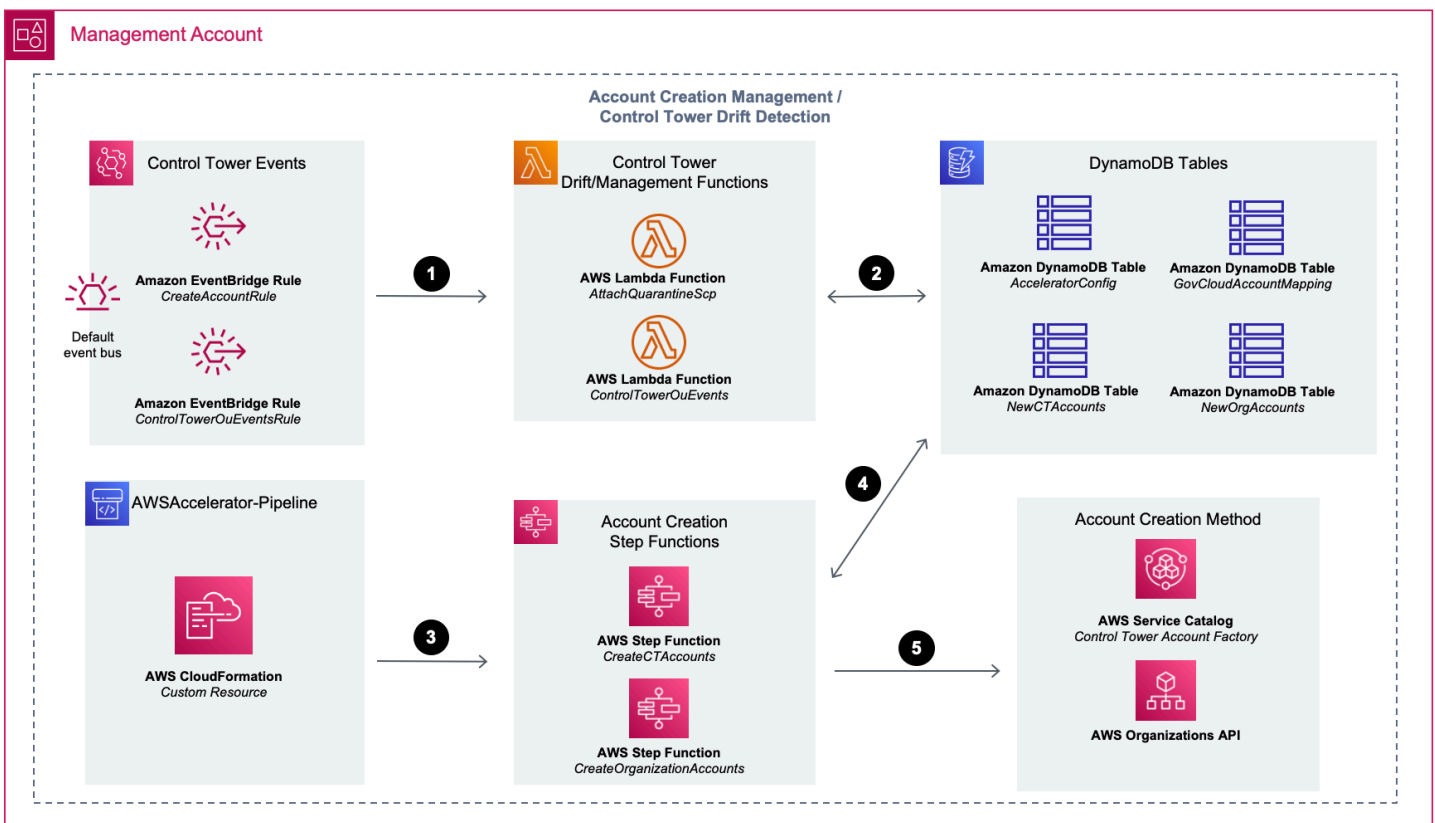 Management Account
Account Creation Management /
Control Tower Drift Detection
Control Tower Events
Amazon EventBridge Rule
CreateAccountRule
Default
event bus
Amazon EventBridge Rule
ControlTowerOuEventsRule
1
Control Tower
Drift/Management Functions
AWS Lambda Function
AttachQuarantineScp
AWS Lambda Function
ControlTowerOuEvents
2
DynamoDB Tables
Amazon DynamoDB Table
AcceleratorConfig
Amazon DynamoDB Table
GovCloudAccountMapping
Amazon DynamoDB Table
NewCTAccounts
Amazon DynamoDB Table
NewOrgAccounts
AWSAccelerator-Pipeline
AWS CloudFormation
Custom Resource
3
Account Creation
Step Functions
AWS Step Function
CreateCTAccounts
AWS Step Function
CreateOrganizationAccounts
4
5
Account Creation Method
AWS Service Catalog
Control Tower Account Factory
AWS Organizations API